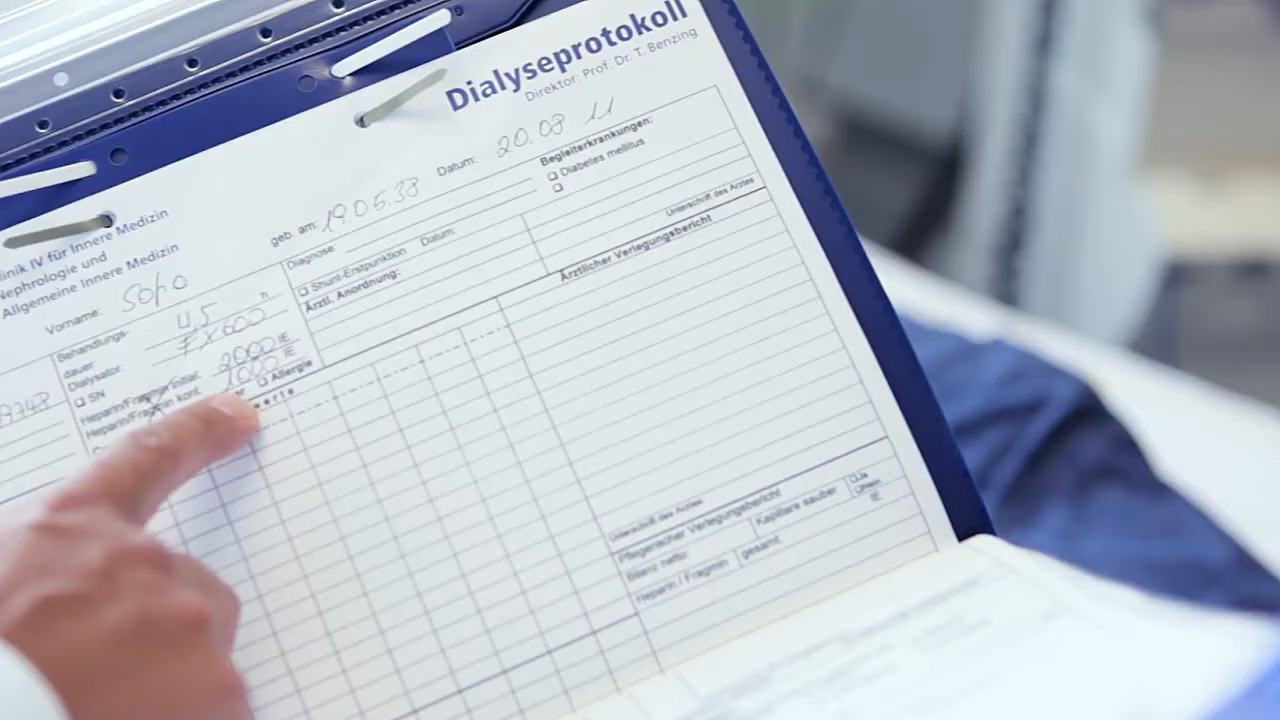 Dialyseprotokoll
Direktor: Prof. Dr. T. Benzing
Klinik IV für Innere Medizin
Nephrologie und
Allgemeine Innere Medizin
Vorname:
geb. am: 19.05.38
Datum: 20.08 11
Begleiterkrankungen:
Diabetes mellitus
Unterschrift des Arztes
Diagnose
Shunt-Erstpunktion Datum:
Ärztl. Anordnung:
Ärztlicher Verlegungsbericht
Behandlungs-
dauer: 4,5 h
Dialysator: FX600
SN
Heparin/Fragmin initial: 2000 IE
Heparin/Fragmin kont. 1000 IE
Allergie
Unterschrift des Arztes
Pflegerischer Verlegungsbericht
Bilanz netto: Kapillare sauber Ja
Heparin / Fragmin gesamt IE